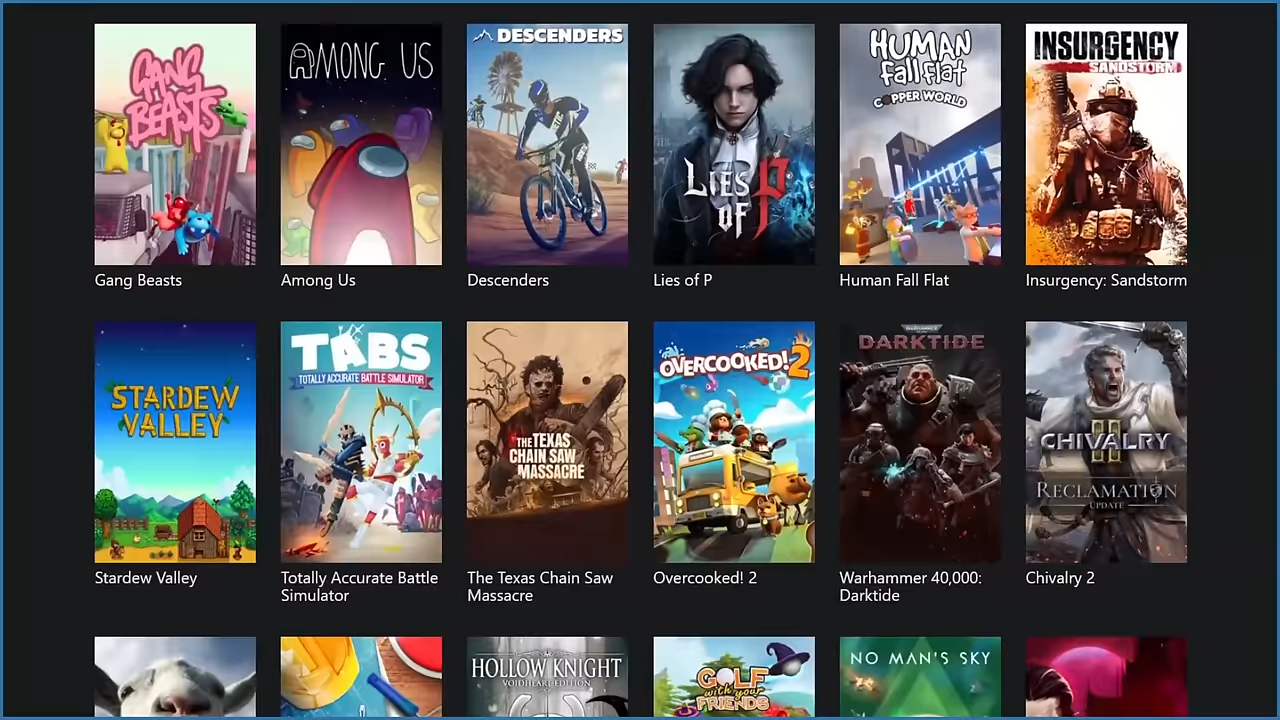 GANG
BEASTS
AMONG US
DESCENDERS
LIES
OF P
HUMAN
fall flat
COPPER WORLD
INSURGENCY
SANDSTORM
Gang Beasts
Among Us
Descenders
Lies of P
Human Fall Flat
Insurgency: Sandstorm
STARDEW
VALLEY
TABS
TOTALLY ACCURATE BATTLE SIMULATOR
THE TEXAS
CHAIN SAW
MASSACRE
OVERCOOKED! 2
WARHAMMER
DARKTIDE
CHIVALRY
II
RECLAMATION
UPDATE
Stardew Valley
Totally Accurate Battle
Simulator
The Texas Chain Saw
Massacre
Overcooked! 2
Warhammer 40,000:
Darktide
Chivalry 2
HOLLOW KNIGHT
VOIDHEART EDITION
GOLF
with your
FRIENDS
NO MAN'S SKY